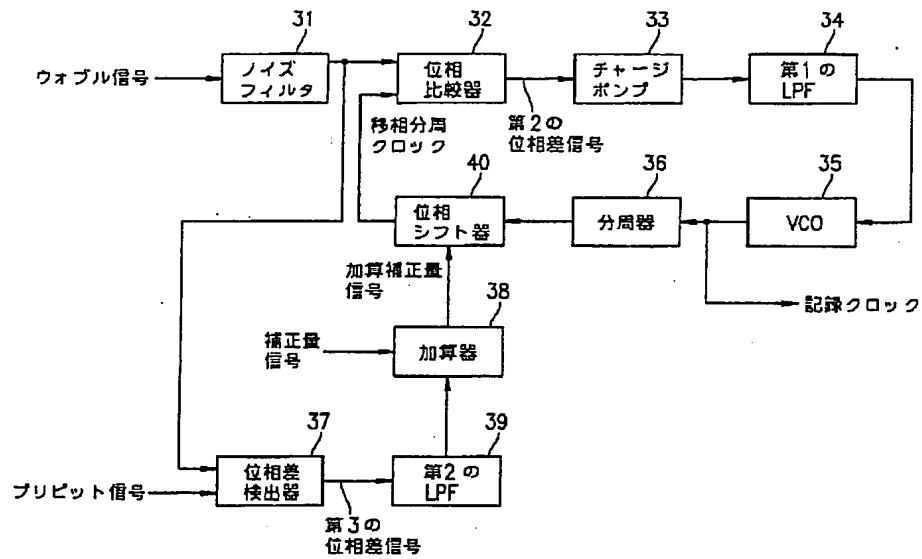 31
32
33
34
ウォブル信号
ノイズ
フィルタ
位相
比較器
チャージ
ポンプ
第1の
LPF
移相分周
クロック
第2の
位相差信号
40
36
35
位相
シフト器
分周器
VCO
加算補正量
信号
記録クロック
38
補正量
信号
加算器
37
39
プリピット信号
位相差
検出器
第2の
LPF
第3の
位相差信号